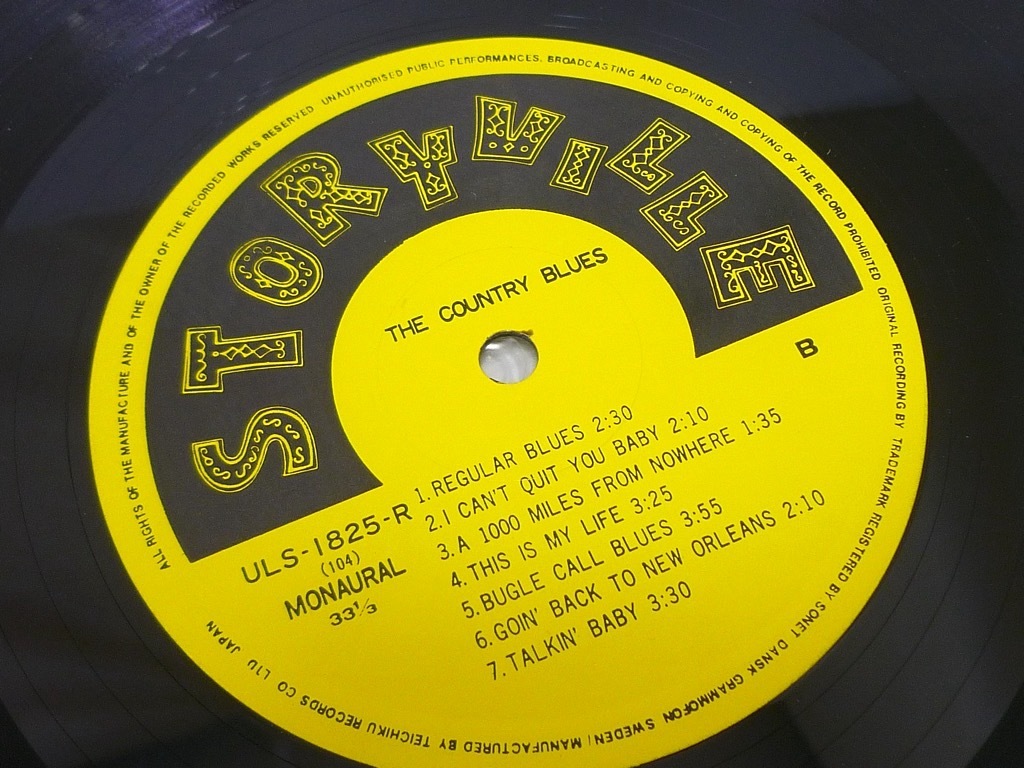 ALL RIGHTS OF THE MANUFACTURE AND OF THE OWNER OF THE RECORDED WORKS RESERVED UNAUTHORISED PUBLIC PERFORMANCES, BROADCASTING AND COPYING AND COPYING OF THE RECORD PROHIBITED ORIGINAL RECORDING BY TRADEMARK REGISTERED BY SONET DANSK GRAMMOFON SWEDEN / MANUFACTURED BY TEICHIKU RECORDS CO LTD JAPAN
STORYVILLE
THE COUNTRY BLUES
B
ULS-1825-R
(104)
MONAURAL
33⅓
1. REGULAR BLUES 2:30
2. I CAN'T QUIT YOU BABY 2:10
3. A 1000 MILES FROM NOWHERE 1:35
4. THIS IS MY LIFE 3:25
5. BUGLE CALL BLUES 3:55
6. GOIN' BACK TO NEW ORLEANS 2:10
7. TALKIN' BABY 3:30